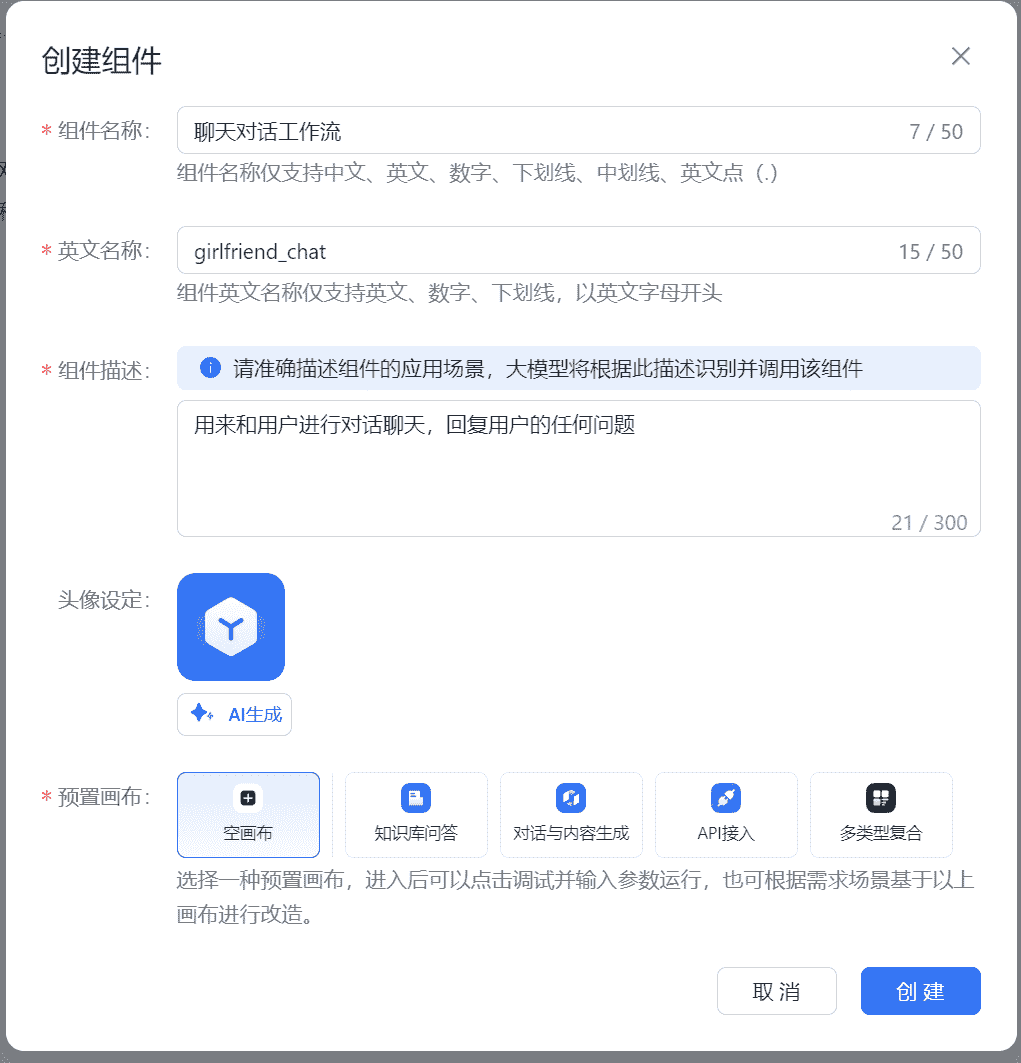 创建组件
* 组件名称： 聊天对话工作流 7 / 50
组件名称仅支持中文、英文、数字、下划线、中划线、英文点（.）
* 英文名称： girlfriend_chat 15 / 50
组件英文名称仅支持英文、数字、下划线，以英文字母开头
* 组件描述： 请准确描述组件的应用场景，大模型将根据此描述识别并调用该组件
用来和用户进行对话聊天，回复用户的任何问题
21 / 300
头像设定：
AI生成
* 预置画布： 空画布 知识库问答 对话与内容生成 API接入 多类型复合
选择一种预置画布，进入后可以点击调试并输入参数运行，也可根据需求场景基于以上
画布进行改造。
取 消 创 建